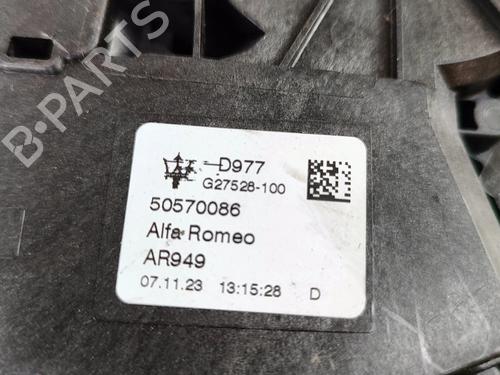 B-PARTS
D977
G27528-100
50570086
Alfa Romeo
AR949
07.11.23 13:15:28 D